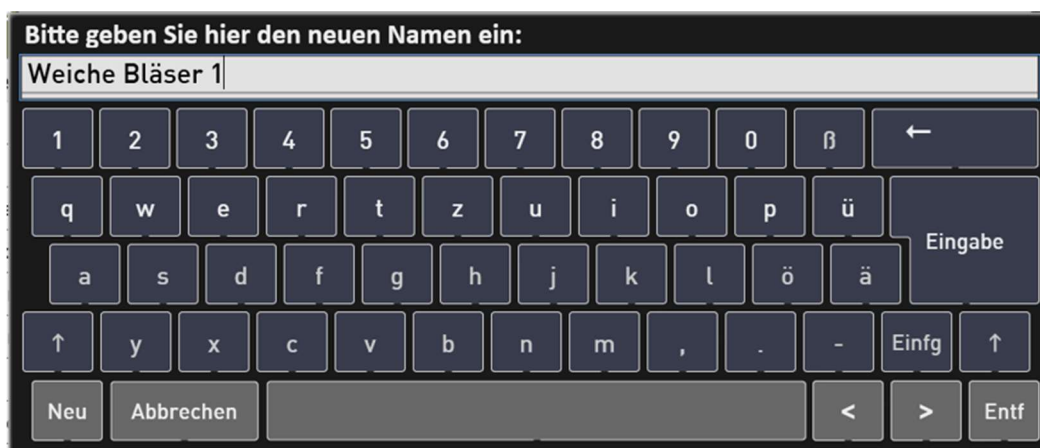 Bitte geben Sie hier den neuen Namen ein:
Weiche Bläser 1
1 2 3 4 5 6 7 8 9 0 ß ←
q w e r t z u i o p ü
Eingabe
a s d f g h j k l ö ä
↑ y x c v b n m , . - Einfg ↑
Neu Abbrechen < > Entf